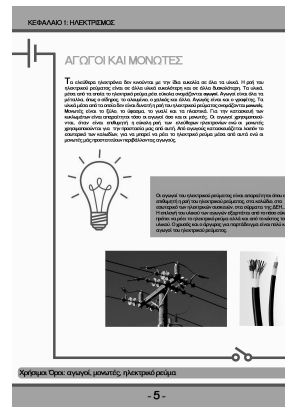 ΚΕΦΑΛΑΙΟ 1: ΗΛΕΚΤΡΙΣΜΟΣ
ΑΓΩΓΟΙ ΚΑΙ ΜΟΝΩΤΕΣ
Τα ελεύθερα ηλεκτρόνια δεν κινούνται με την ίδια ευκολία σε όλα τα υλικά. Η ροή του
ηλεκτρικού ρεύματος είναι σε άλλα υλικά ευκολότερη και σε άλλα δυσκολότερη. Τα υλικά,
μέσα από τα οποία το ηλεκτρικό ρεύμα ρέει εύκολα ονομάζονται αγωγοί. Αγωγοί είναι όλα τα
μέταλλα, όπως ο σίδηρος, το αλουμίνιο, ο χαλκός και άλλα. Αγωγός είναι και ο γραφίτης. Τα
υλικά μέσα από τα οποία δεν είναι δυνατή η ροή του ηλεκτρικού ρεύματος ονομάζονται μονωτές.
Μονωτές είναι το ξύλο, το ύφασμα, το γυαλί και τα πλαστικά. Για την κατασκευή των
κυκλωμάτων είναι απαραίτητοι τόσο οι αγωγοί όσο και οι μονωτές. Οι αγωγοί χρησιμοποιού-
νται, όταν είναι επιθυμητή η εύκολη ροή των ελεύθερων ηλεκτρονίων ενώ οι μονωτές
χρησιμοποιούνται για την προστασία μας από αυτή. Από αγωγούς κατασκευάζεται λοιπόν το
εσωτερικό των καλωδίων, για να μπορεί να ρέει το ηλεκτρικό ρεύμα μέσα από αυτά ενώ οι
μονωτές μάς προστατεύουν περιβάλλοντας αγωγούς.
Οι αγωγοί του ηλεκτρικού ρεύματος είναι απαραίτητοι όπου ε
επιθυμητή η ροή του ηλεκτρικού ρεύματος, στα καλώδια, στο
εσωτερικό των ηλεκτρικών συσκευών, στα σύρματα της ΔΕΗ...
Η επιλογή του υλικού των αγωγών εξαρτάται από το πόσο εύκ
πρέπει να ρέει το ηλεκτρικό ρεύμα αλλά και από το κόστος το
υλικού. Ο χρυσός και ο άργυρος για παράδειγμα είναι πολύ κ
αγωγοί του ηλεκτρικού ρεύματος,
Χρήσιμοι Όροι: αγωγοί, μονωτές, ηλεκτρικό ρεύμα
- 5 -